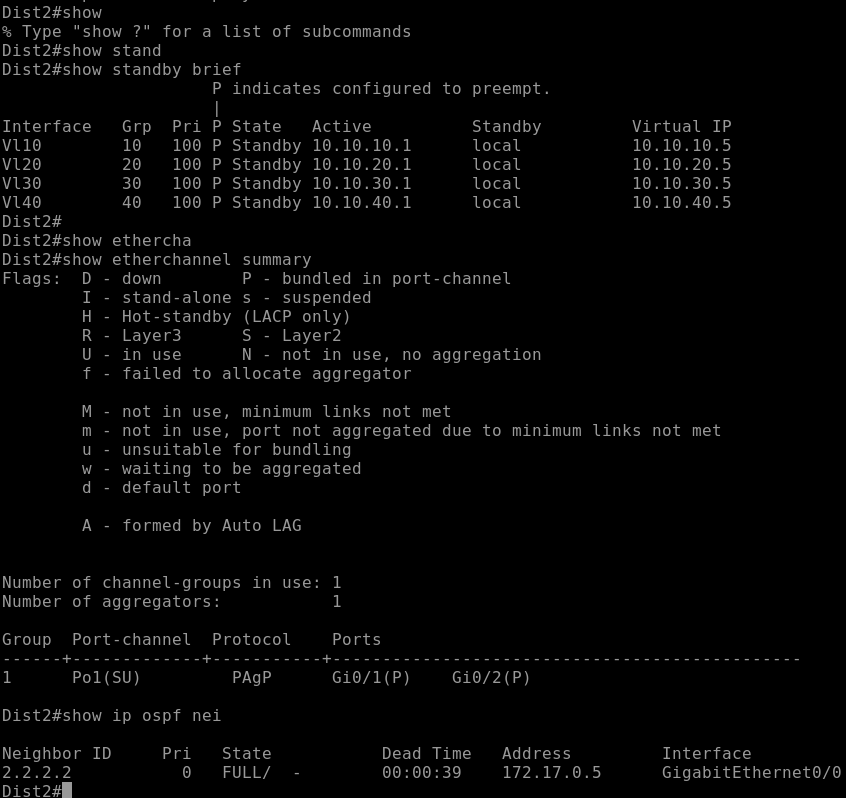 Dist2#show
% Type "show ?" for a list of subcommands
Dist2#show stand
Dist2#show standby brief
                     P indicates configured to preempt.
                     |
Interface   Grp  Pri P State   Active          Standby         Virtual IP
Vl10        10   100 P Standby 10.10.10.1      local           10.10.10.5
Vl20        20   100 P Standby 10.10.20.1      local           10.10.20.5
Vl30        30   100 P Standby 10.10.30.1      local           10.10.30.5
Vl40        40   100 P Standby 10.10.40.1      local           10.10.40.5
Dist2#
Dist2#show ethercha
Dist2#show etherchannel summary
Flags:  D - down        P - bundled in port-channel
        I - stand-alone s - suspended
        H - Hot-standby (LACP only)
        R - Layer3      S - Layer2
        U - in use      N - not in use, no aggregation
        f - failed to allocate aggregator

        M - not in use, minimum links not met
        m - not in use, port not aggregated due to minimum links not met
        u - unsuitable for bundling
        w - waiting to be aggregated
        d - default port

        A - formed by Auto LAG


Number of channel-groups in use: 1
Number of aggregators:           1

Group  Port-channel  Protocol    Ports
------+-------------+-----------+-----------------------------------------------
1      Po1(SU)         PAgP      Gi0/1(P)    Gi0/2(P)

Dist2#show ip ospf nei

Neighbor ID     Pri   State           Dead Time   Address         Interface
2.2.2.2           0   FULL/  -        00:00:39    172.17.0.5      GigabitEthernet0/0
Dist2#